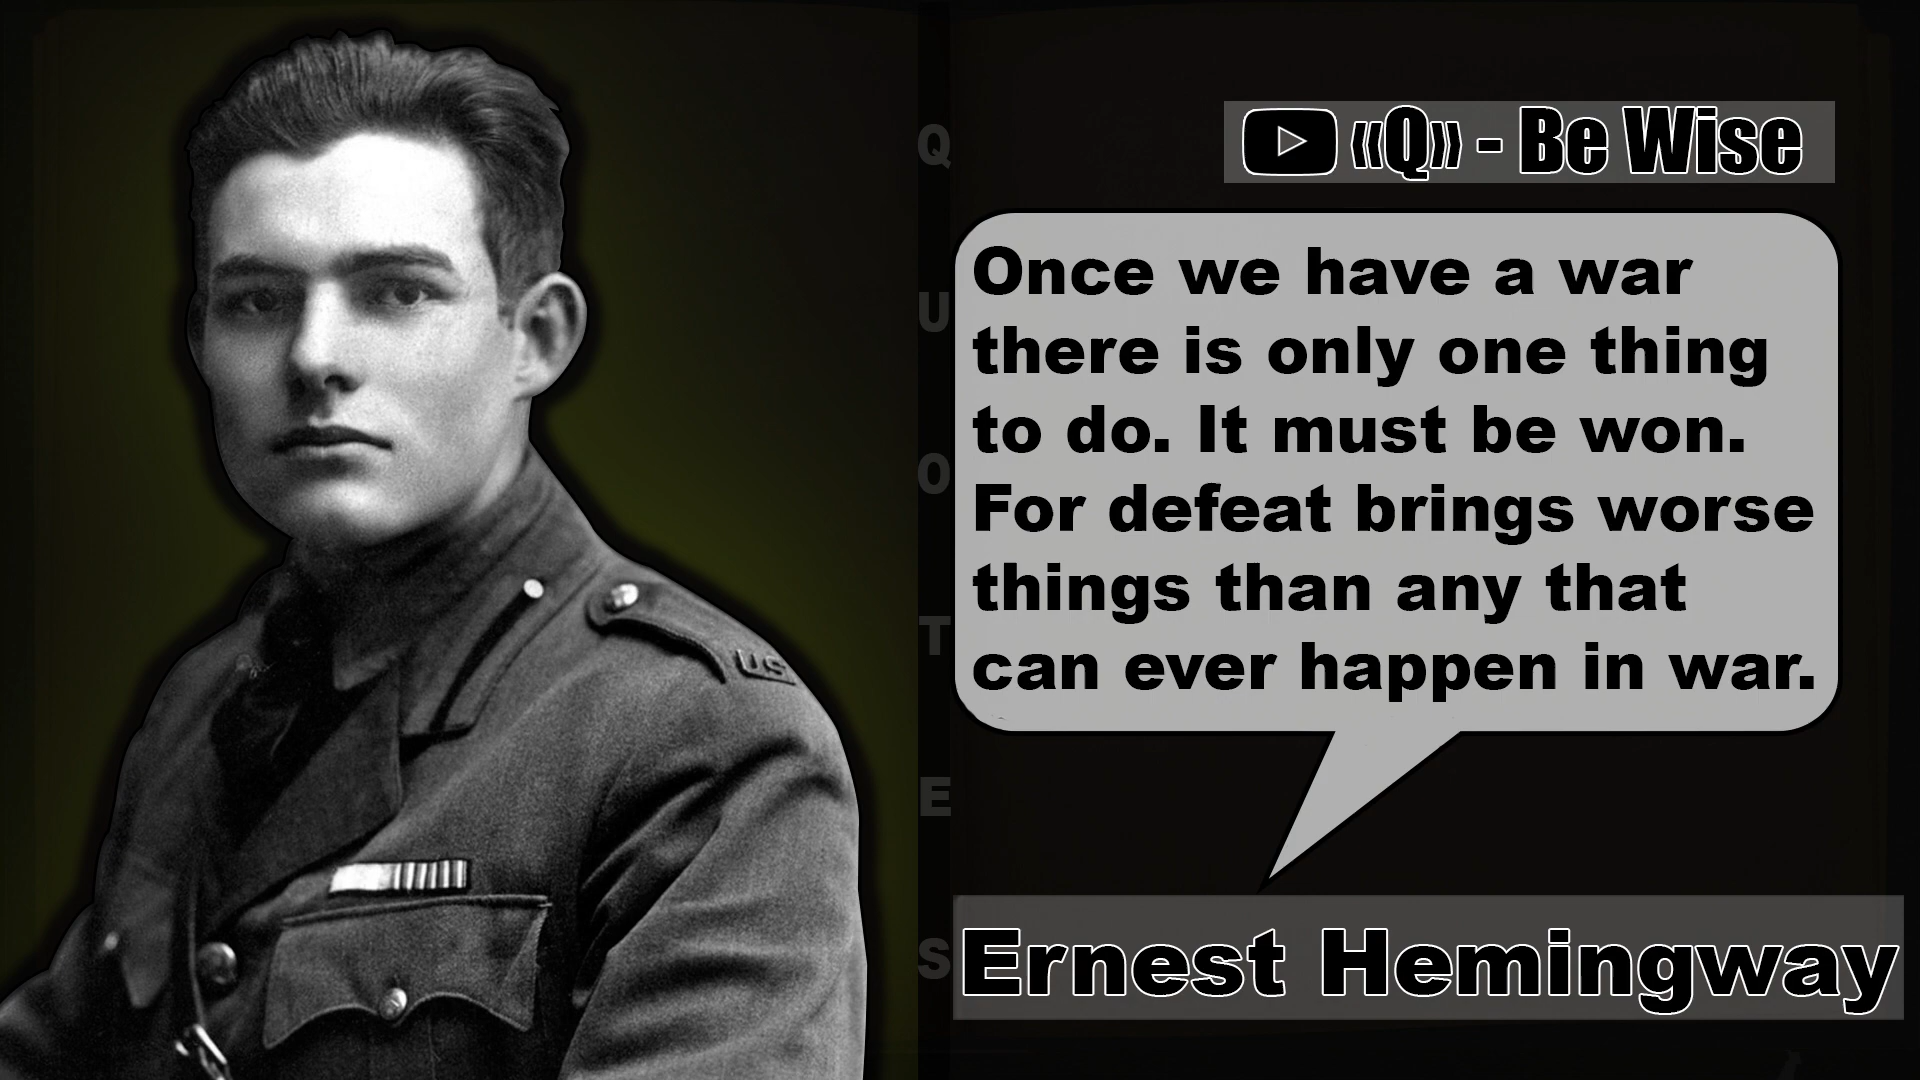 «Q» - Be Wise
Once we have a war
there is only one thing
to do. It must be won.
For defeat brings worse
things than any that
can ever happen in war.
Ernest Hemingway
Q
U
O
T
E
S
US